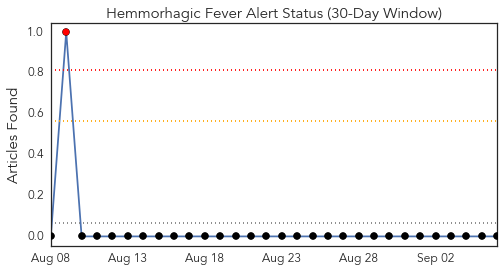 Hemmorhagic Fever Alert Status (30-Day Window)
Articles Found
1.0
0.8
0.6
0.4
0.2
0.0
Aug 08 Aug 13 Aug 18 Aug 23 Aug 28 Sep 02